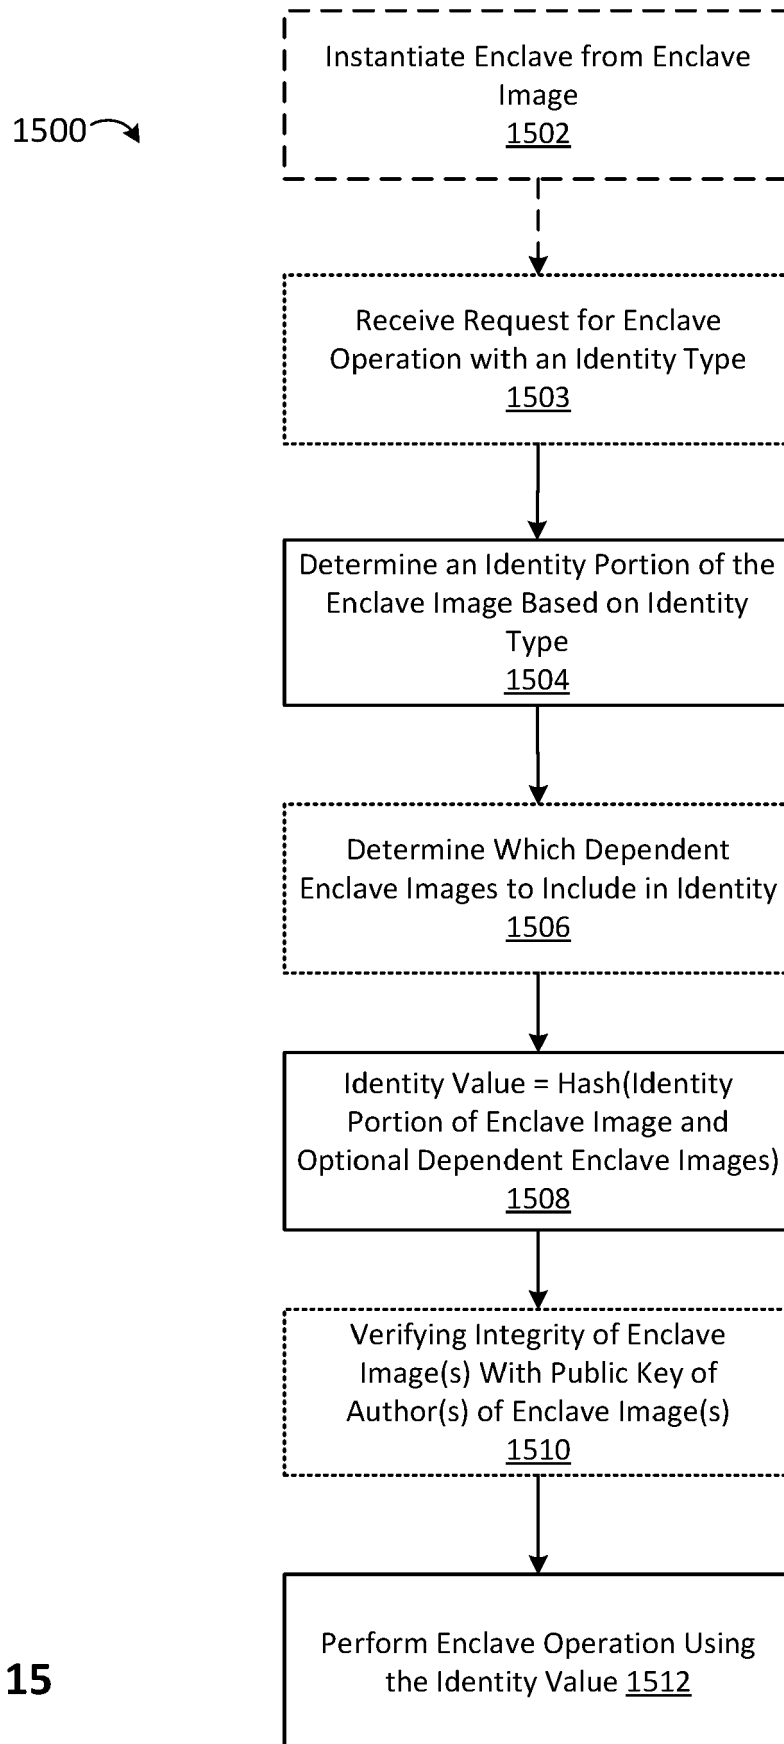 Instantiate Enclave from Enclave
Image
1502
1500
Receive Request for Enclave
Operation with an Identity Type
1503
Determine an Identity Portion of the
Enclave Image Based on Identity
Type
1504
Determine Which Dependent
Enclave Images to Include in Identity
1506
Identity Value = Hash(Identity
Portion of Enclave Image and
Optional Dependent Enclave Images)
1508
Verifying Integrity of Enclave
Image(s) With Public Key of
Author(s) of Enclave Image(s)
1510
Perform Enclave Operation Using
the Identity Value 1512
15